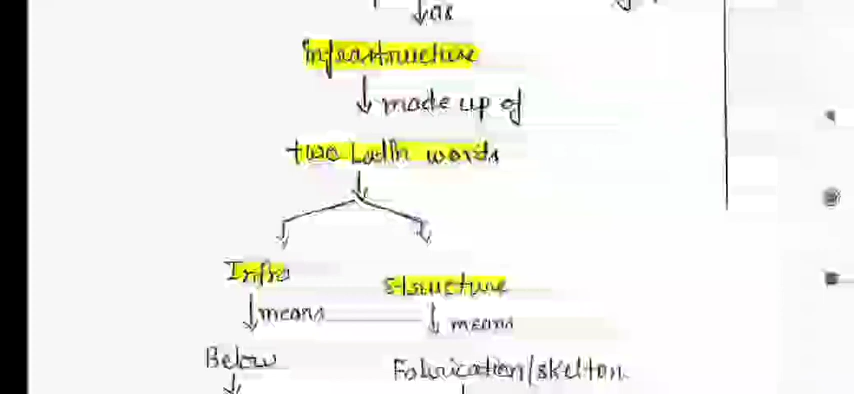 as
Infrastructure
made up of
two Latin words
Infra structure
means means
Below Fabrication/skelton